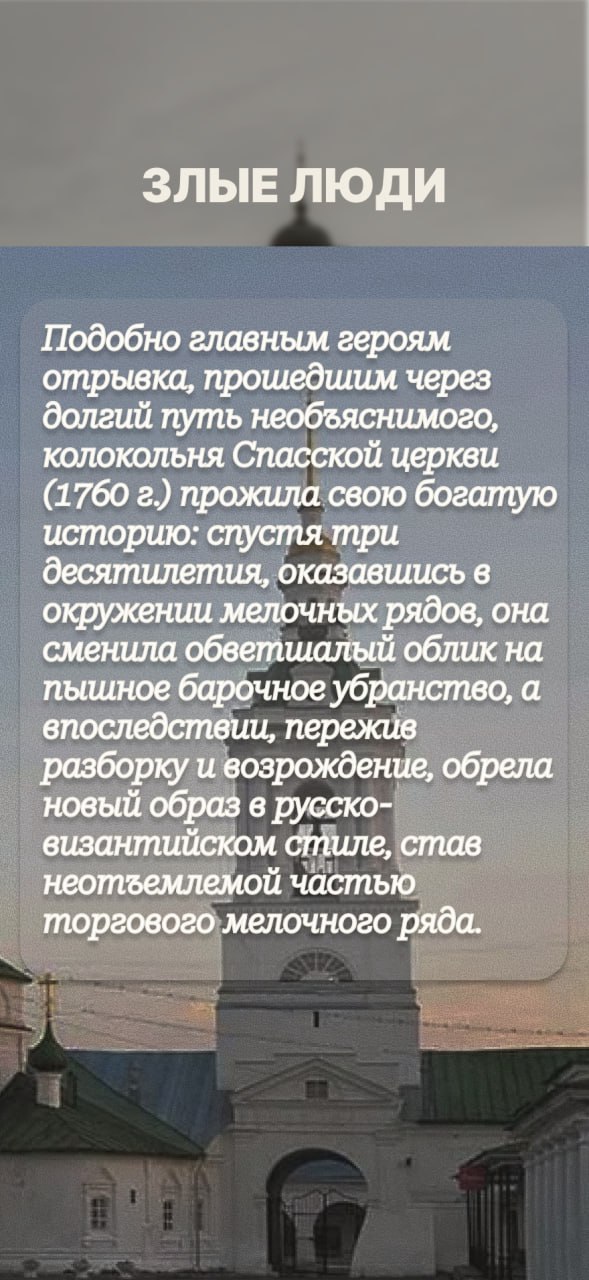 ЗЛЫЕ ЛЮДИ
Подобно главным героям
отрывка, прошедшим через
долгий путь необъяснимого,
колокольня Спасской церкви
(1760 г.) прожила свою богатую
историю: спустя три
десятилетия, оказавшись в
окружении мелочных рядов, она
сменила обветшалый облик на
пышное барочное убранство, а
впоследствии, пережив
разборку и возрождение, обрела
новый образ в русско-
византийском стиле, став
неотъемлемой частью
торгового мелочного ряда.